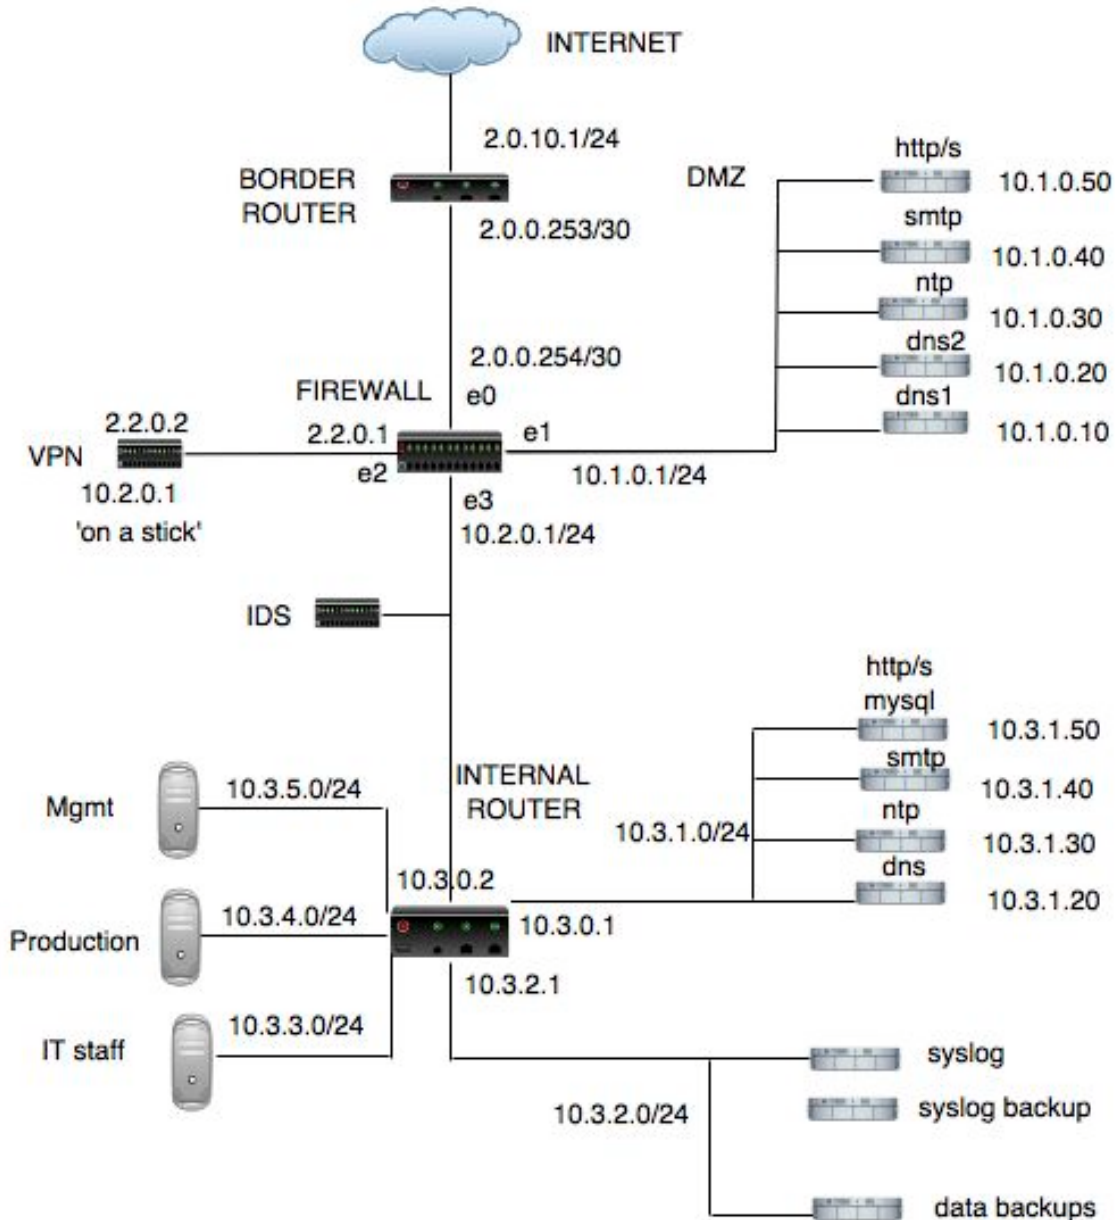 INTERNET
2.0.10.1/24
BORDER
ROUTER
2.0.0.253/30
DMZ
http/s
10.1.0.50
smtp
10.1.0.40
ntp
10.1.0.30
dns2
10.1.0.20
dns1
10.1.0.10
2.0.0.254/30
FIREWALL
e0
2.2.0.1
e1
e2
10.1.0.1/24
e3
10.2.0.1/24
2.2.0.2
VPN
10.2.0.1
'on a stick'
IDS
http/s
mysql
10.3.1.50
smtp
10.3.1.40
ntp
10.3.1.30
dns
10.3.1.20
10.3.1.0/24
INTERNAL
ROUTER
Mgmt
10.3.5.0/24
10.3.0.2
Production
10.3.4.0/24
10.3.0.1
10.3.2.1
IT staff
10.3.3.0/24
10.3.2.0/24
syslog
syslog backup
data backups